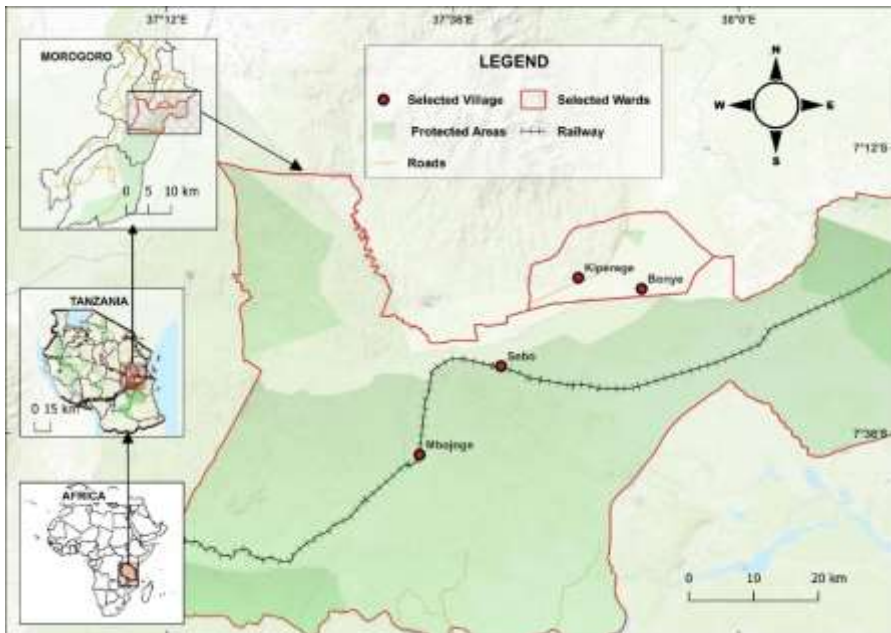 37°12'E
37°36'E
38°0'E
MOROGORO
0 5 10 km
LEGEND
Selected Village
Selected Wards
Protected Areas
Railway
Roads
N
W
E
S
7°12'S
Kiperege
Bonye
TANZANIA
0 15 km
Sebo
Mbojoge
7°36'S
AFRICA
0 10 20 km